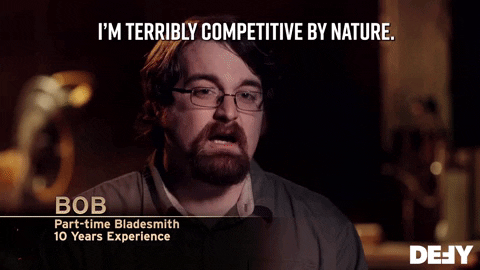 I'M TERRIBLY COMPETITIVE BY NATURE.
BOB
Part-time Bladesmith
10 Years Experience
DEFY